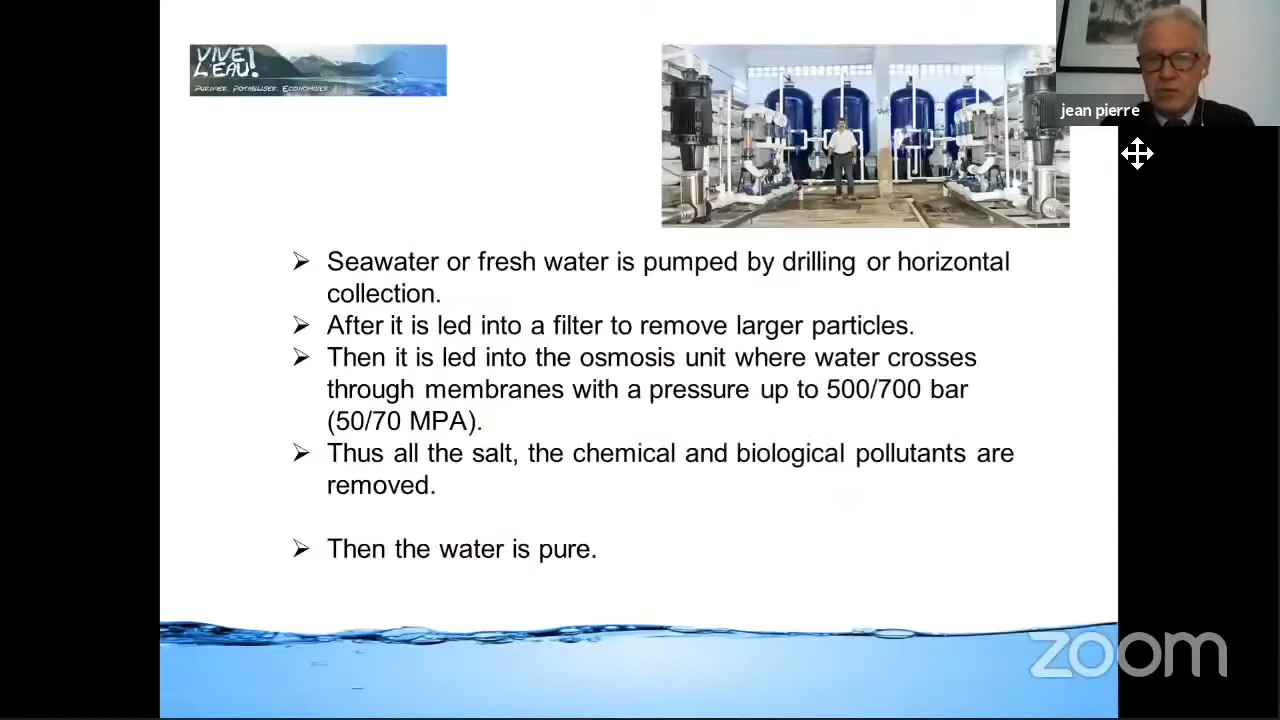 VIVE
L'EAU!
PURIFIER. POTABILISER. ECONOMISER
jean pierre
➢ Seawater or fresh water is pumped by drilling or horizontal
collection.
➢ After it is led into a filter to remove larger particles.
➢ Then it is led into the osmosis unit where water crosses
through membranes with a pressure up to 500/700 bar
(50/70 MPA).
➢ Thus all the salt, the chemical and biological pollutants are
removed.
➢ Then the water is pure.
zoom